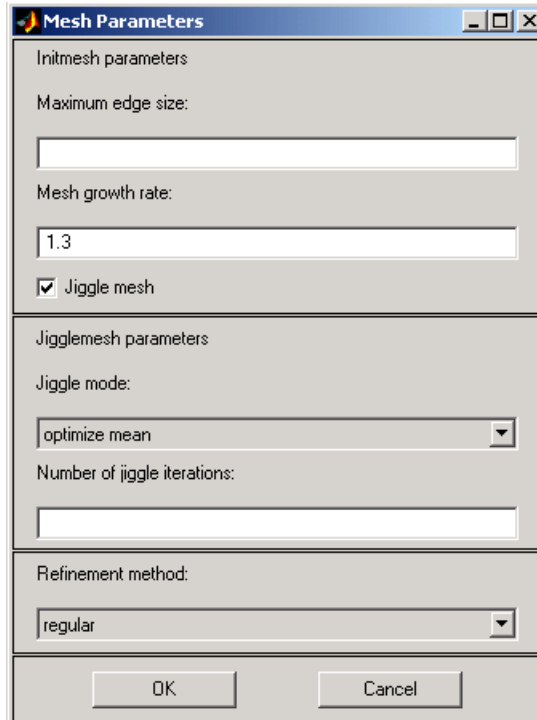 Mesh Parameters
Initmesh parameters
Maximum edge size:
Mesh growth rate:
1.3
Jiggle mesh
Jigglemesh parameters
Jiggle mode:
optimize mean
Number of jiggle iterations:
Refinement method:
regular
OK Cancel